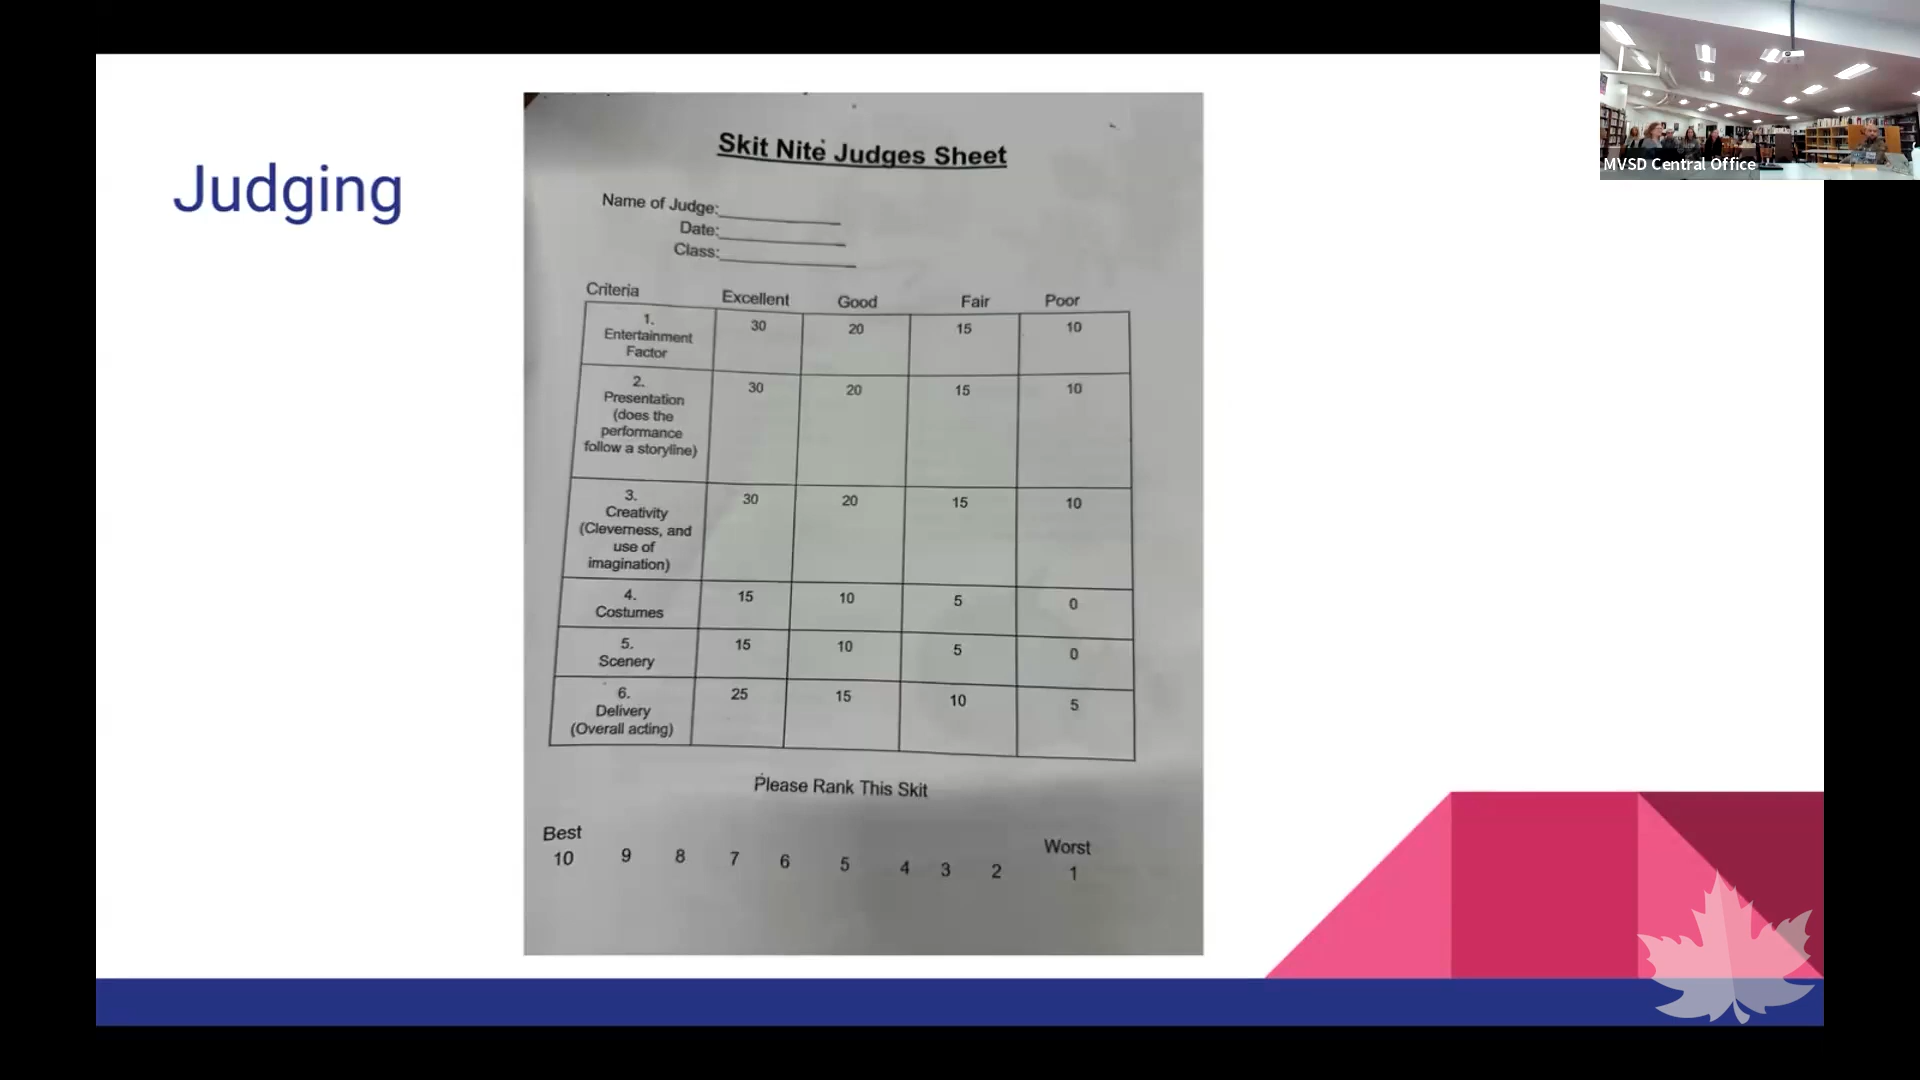 Judging
Skit Nite Judges Sheet
Name of Judge:
Date:
Class:
Criteria Excellent Good Fair Poor
1. 30 20 15 10
Entertainment
Factor
2. 30 20 15 10
Presentation
(does the
performance
follow a storyline)
3. 30 20 15 10
Creativity
(Cleverness, and
use of
imagination)
4. 15 10 5 0
Costumes
5. 15 10 5 0
Scenery
6. 25 15 10 5
Delivery
(Overall acting)
Please Rank This Skit
Best Worst
10 9 8 7 6 5 4 3 2 1
MVSD Central Office